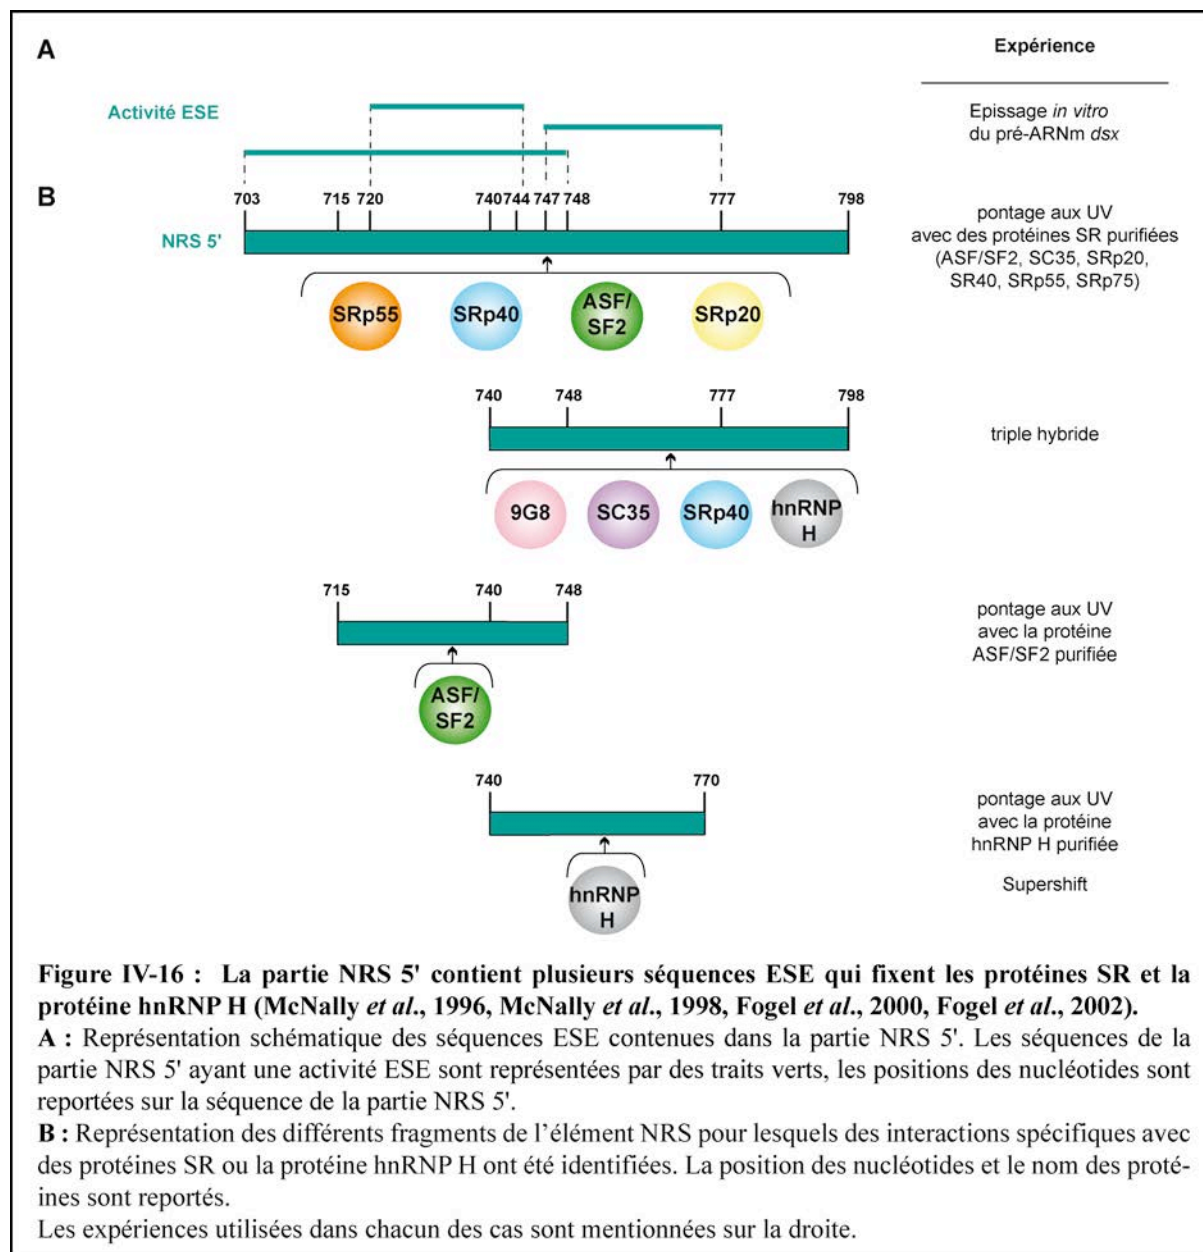 A
Expérience
Activité ESE
Epissage in vitro
du pré-ARNm dsx
B
703 715 720 740 744 747 748 777 798
NRS 5'
pontage aux UV
avec des protéines SR purifiées
(ASF/SF2, SC35, SRp20,
SR40, SRp55, SRp75)
SRp55 SRp40 ASF/ SRp20
SF2
740 748 777 798
triple hybride
9G8 SC35 SRp40 hnRNP
H
715 740 748
pontage aux UV
avec la protéine
ASF/SF2 purifiée
ASF/
SF2
740 770
pontage aux UV
avec la protéine
hnRNP H purifiée
Supershift
hnRNP
H
Figure IV-16 : La partie NRS 5' contient plusieurs séquences ESE qui fixent les protéines SR et la
protéine hnRNP H (McNally et al., 1996, McNally et al., 1998, Fogel et al., 2000, Fogel et al., 2002).
A : Représentation schématique des séquences ESE contenues dans la partie NRS 5'. Les séquences de la
partie NRS 5' ayant une activité ESE sont représentées par des traits verts, les positions des nucléotides sont
reportées sur la séquence de la partie NRS 5'.
B : Représentation des différents fragments de l'élément NRS pour lesquels des interactions spécifiques avec
des protéines SR ou la protéine hnRNP H ont été identifiées. La position des nucléotides et le nom des proté-
ines sont reportés.
Les expériences utilisées dans chacun des cas sont mentionnées sur la droite.